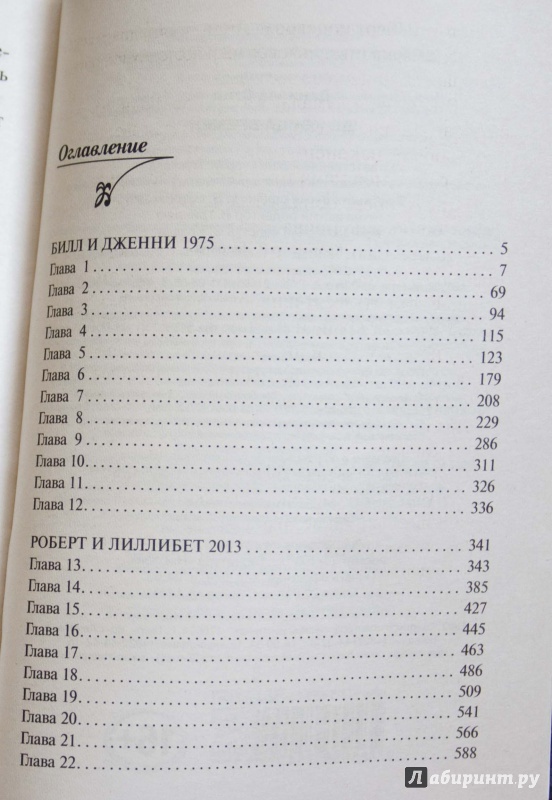 Оглавление
БИЛЛ И ДЖЕННИ 1975 5
Глава 1 7
Глава 2 69
Глава 3 94
Глава 4 115
Глава 5 123
Глава 6 179
Глава 7 208
Глава 8 229
Глава 9 286
Глава 10 311
Глава 11 326
Глава 12 336
РОБЕРТ И ЛИЛЛИБЕТ 2013 341
Глава 13 343
Глава 14 385
Глава 15 427
Глава 16 445
Глава 17 463
Глава 18 486
Глава 19 509
Глава 20 541
Глава 21 566
Глава 22 588
Лабиринт.ру